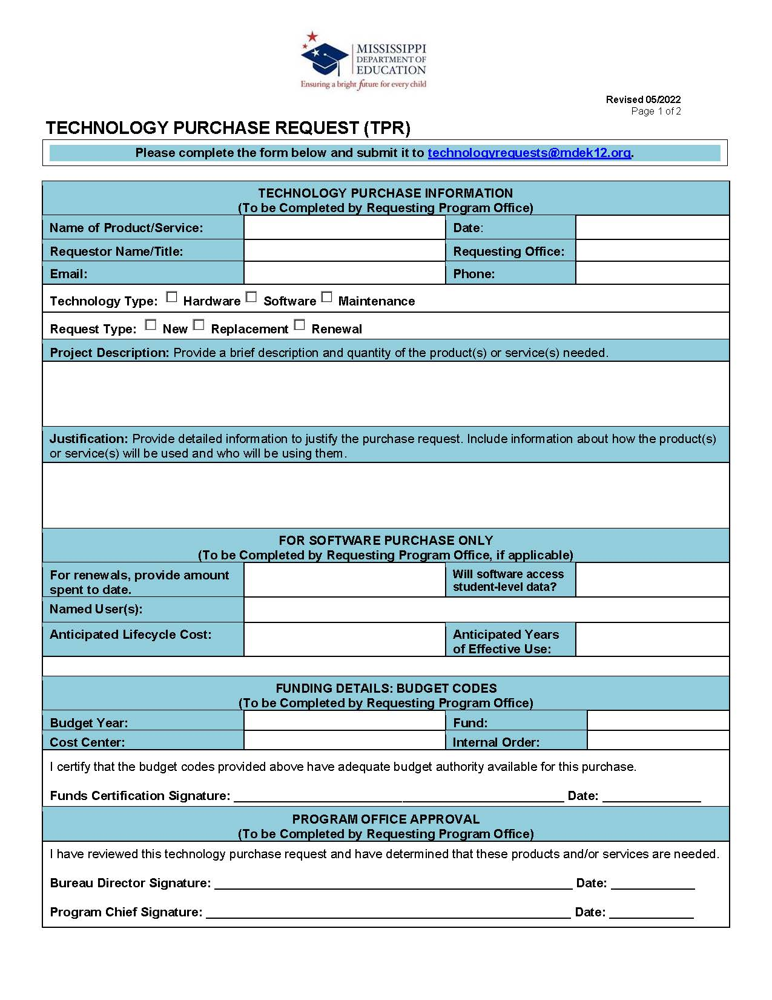 MISSISSIPPI
DEPARTMENT OF
EDUCATION
Ensuring a bright future for every child
Revised 05/2022
Page 1 of 2
TECHNOLOGY PURCHASE REQUEST (TPR)
Please complete the form below and submit it to technologyrequests@mdek12.org.
TECHNOLOGY PURCHASE INFORMATION
(To be Completed by Requesting Program Office)
Name of Product/Service: Date:
Requestor Name/Title: Requesting Office:
Email: Phone:
Technology Type: ☐ Hardware ☐ Software ☐ Maintenance
Request Type: ☐ New ☐ Replacement ☐ Renewal
Project Description: Provide a brief description and quantity of the product(s) or service(s) needed.
Justification: Provide detailed information to justify the purchase request. Include information about how the product(s)
or service(s) will be used and who will be using them.
FOR SOFTWARE PURCHASE ONLY
(To be Completed by Requesting Program Office, if applicable)
For renewals, provide amount
spent to date.
Will software access
student-level data?
Named User(s):
Anticipated Lifecycle Cost:
Anticipated Years
of Effective Use:
FUNDING DETAILS: BUDGET CODES
(To be Completed by Requesting Program Office)
Budget Year: Fund:
Cost Center: Internal Order:
I certify that the budget codes provided above have adequate budget authority available for this purchase.
Funds Certification Signature: ______________ Date: ______________
PROGRAM OFFICE APPROVAL
(To be Completed by Requesting Program Office)
I have reviewed this technology purchase request and have determined that these products and/or services are needed.
Bureau Director Signature: ______________ Date: ____________
Program Chief Signature: ______________ Date: ____________